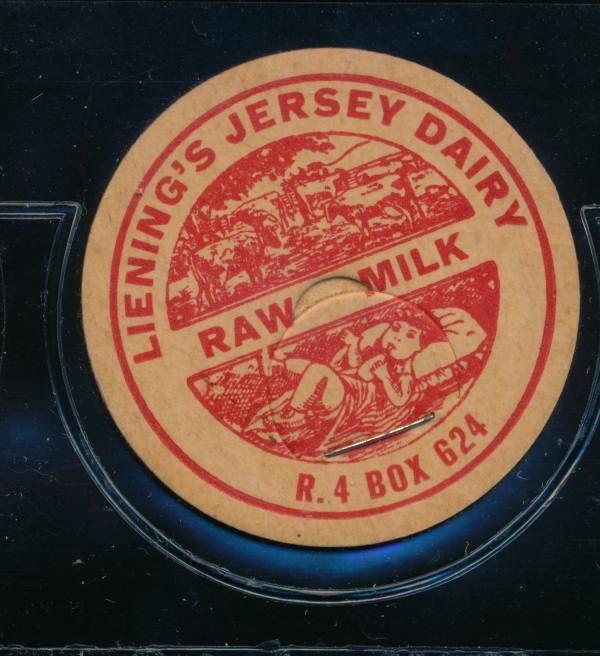 LIENING'S JERSEY DAIRY
RAW MILK
R. 4 BOX 624